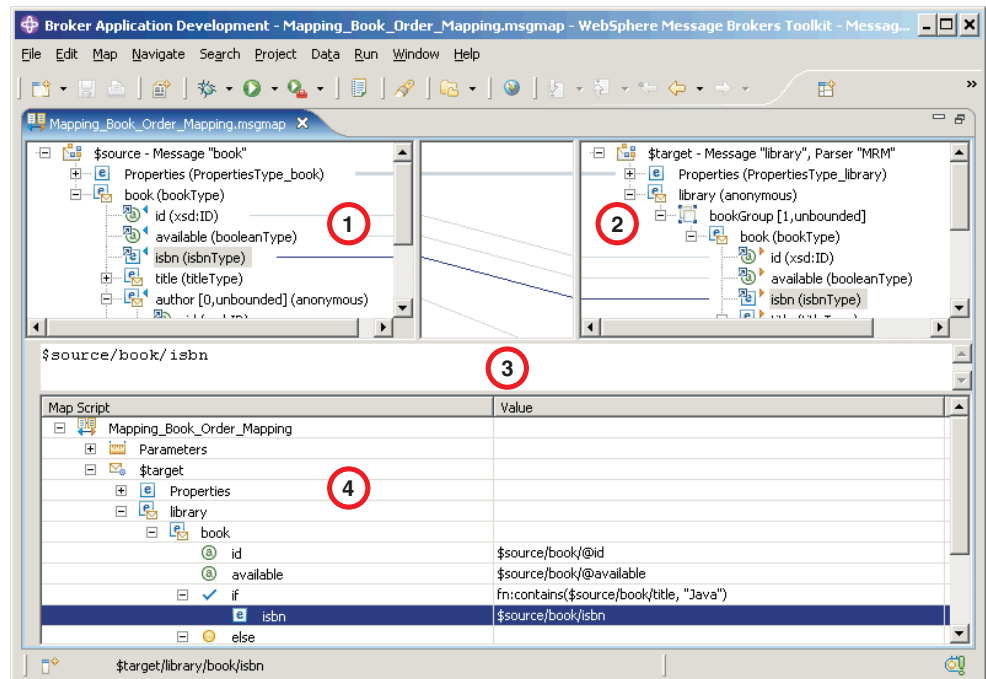 Broker Application Development - Mapping_Book_Order_Mapping.msgmap - WebSphere Message Brokers Toolkit - Messag...
File Edit Map Navigate Search Project Data Run Window Help
»
Mapping_Book_Order_Mapping.msgmap
$source - Message "book"
Properties (PropertiesType_book)
book (bookType)
id (xsd:ID)
available (booleanType)
isbn (isbnType)
title (titleType)
author [0,unbounded] (anonymous)
1
$target - Message "library", Parser "MRM"
Properties (PropertiesType_library)
library (anonymous)
bookGroup [1,unbounded]
book (bookType)
id (xsd:ID)
available (booleanType)
isbn (isbnType)
2
$source/book/isbn
3
Map Script Value
Mapping_Book_Order_Mapping
Parameters
$target
4
Properties
library
book
id $source/book/@id
available $source/book/@available
if fn:contains($source/book/title, "Java")
isbn $source/book/isbn
else
$target/library/book/isbn